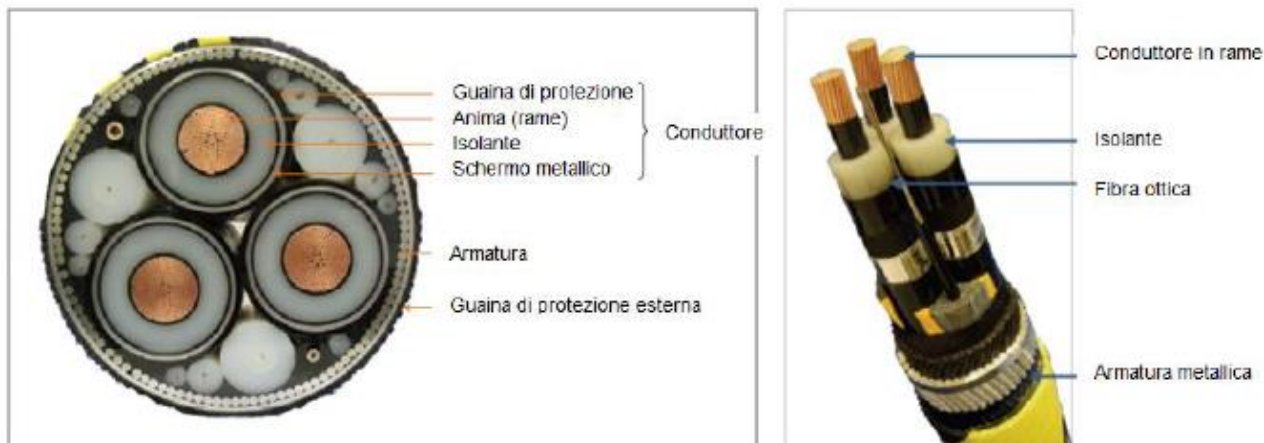 Guaina di protezione
Anima (rame)
Isolante
Schermo metallico
Conduttore
Armatura
Guaina di protezione esterna
Conduttore in rame
Isolante
Fibra ottica
Armatura metallica